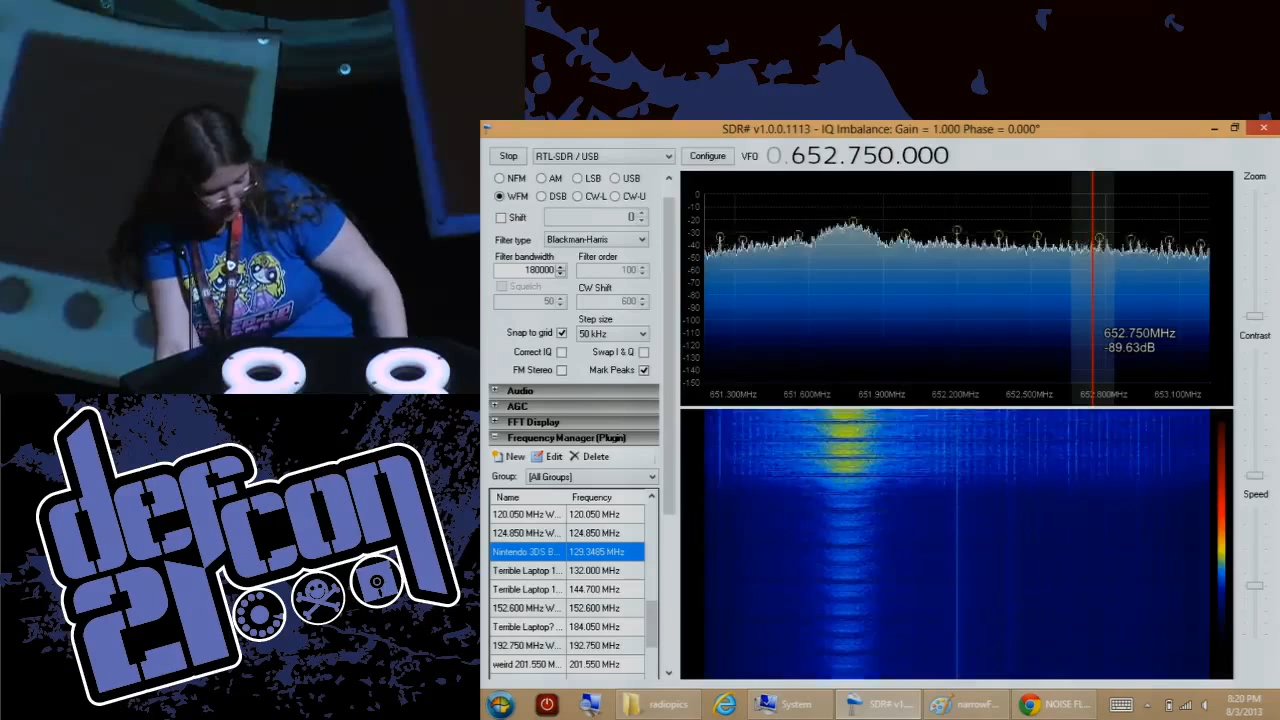 SDR# v1.0.0.1113 - IQ Imbalance: Gain = 1.000 Phase = 0.000°
Stop RTL-SDR / USB Configure VFO 0.652.750.000
NFM AM LSB USB
WFM DSB CW-L CW-U
Shift 0
Filter type Blackman-Harris
Filter bandwidth Filter order
180000 100
Squelch CW Shift
50 600
Step size
Snap to grid 50 kHz
Correct IQ Swap I & Q
FM Stereo Mark Peaks
Audio
AGC
FFT Display
Frequency Manager (Plugin)
New Edit Delete
Group: [All Groups]
Name Frequency
120.050 MHz W... 120.050 MHz
124.850 MHz W... 124.850 MHz
Nintendo 3DS B... 129.3485 MHz
Terrible Laptop 1... 132.000 MHz
Terrible Laptop 1... 144.700 MHz
152.600 MHz W... 152.600 MHz
Terrible Laptop? ... 184.050 MHz
192.750 MHz W... 192.750 MHz
weird 201.550 M... 201.550 MHz
0
-10
-20
-30
-40
-50
-60
-70
-80
-90
-100
-110
-120
-130
-140
-150
652.750MHz
-89.63dB
651.300MHz 651.600MHz 651.900MHz 652.200MHz 652.500MHz 652.800MHz 653.100MHz
Zoom
Contrast
Speed
defcon
21
radiopics System SDR# v1.... narrowF... NOISE FL...
8:20 PM
8/3/2013